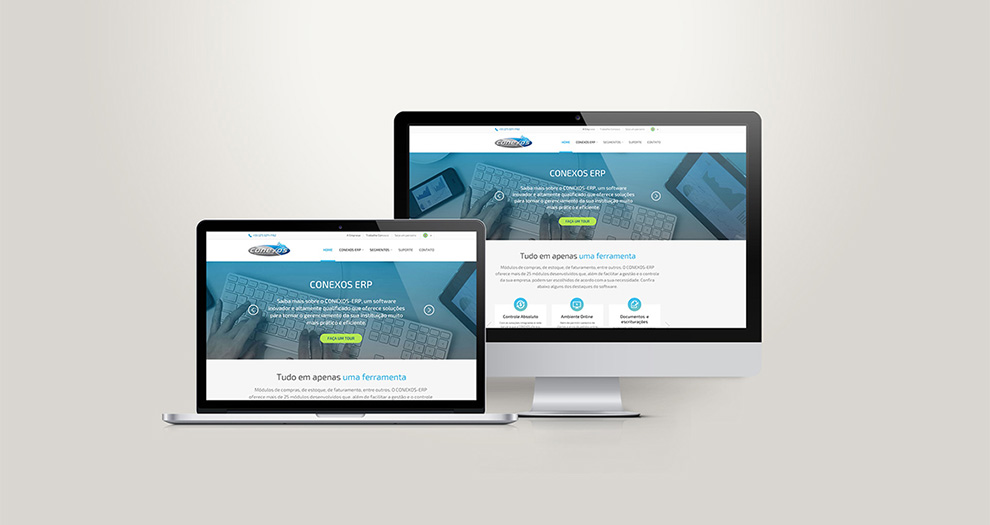 conexos
HOME CONEXOS-ERP SEGMENTOS SUPORTE CONTATO
CONEXOS ERP
Saiba mais sobre o CONEXOS-ERP, um software
inovador e altamente qualificado que oferece soluções
para tornar o gerenciamento da sua instituição muito
mais prático e eficiente.
FAÇA UM TOUR
Tudo em apenas uma ferramenta
Módulos de compras, de estoque, de faturamento, entre outros. O CONEXOS-ERP
oferece mais de 25 módulos desenvolvidos que, além de facilitar a gestão e o controle
da sua empresa, podem ser escolhidos de acordo com a sua necessidade. Confira
abaixo alguns dos destaques do software.
Controle Absoluto Ambiente Online Documentos e
escriturações
A Empresa
conexos
HOME CONEXOS-ERP SEGMENTOS SUPORTE CONTATO
CONEXOS ERP
Saiba mais sobre o CONEXOS-ERP, um software
inovador e altamente qualificado que oferece soluções
para tornar o gerenciamento da sua instituição muito
mais prático e eficiente.
FAÇA UM TOUR
Tudo em apenas uma ferramenta
Módulos de compras, de estoque, de faturamento, entre outros. O CONEXOS-ERP
oferece mais de 25 módulos desenvolvidos que, além de facilitar a gestão e o controle